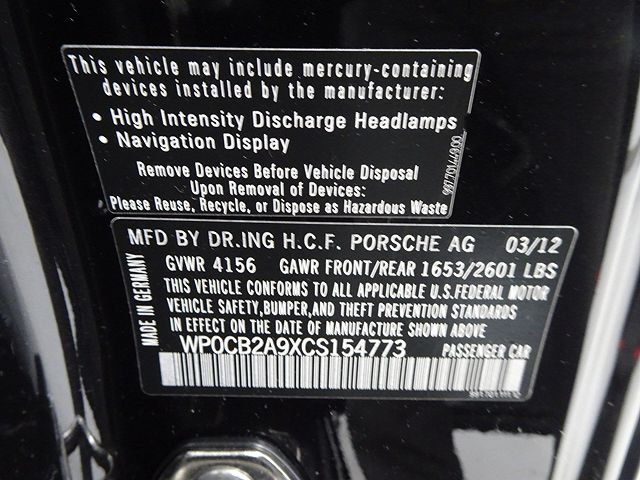 This vehicle may include mercury-containing
devices installed by the manufacturer:
• High Intensity Discharge Headlamps
• Navigation Display
Remove Devices Before Vehicle Disposal
Upon Removal of Devices:
Please Reuse, Recycle, or Dispose as Hazardous Waste
MFD BY DR.ING H.C.F. PORSCHE AG 03/12
GVWR 4156 GAWR FRONT/REAR 1653/2601 LBS
THIS VEHICLE CONFORMS TO ALL APPLICABLE U.S.FEDERAL MOTOR
VEHICLE SAFETY,BUMPER,AND THEFT PREVENTION STANDARDS
IN EFFECT ON THE DATE OF MANUFACTURE SHOWN ABOVE
WP0CB2A9XCS154773 PASSENGER CAR
MADE IN GERMANY